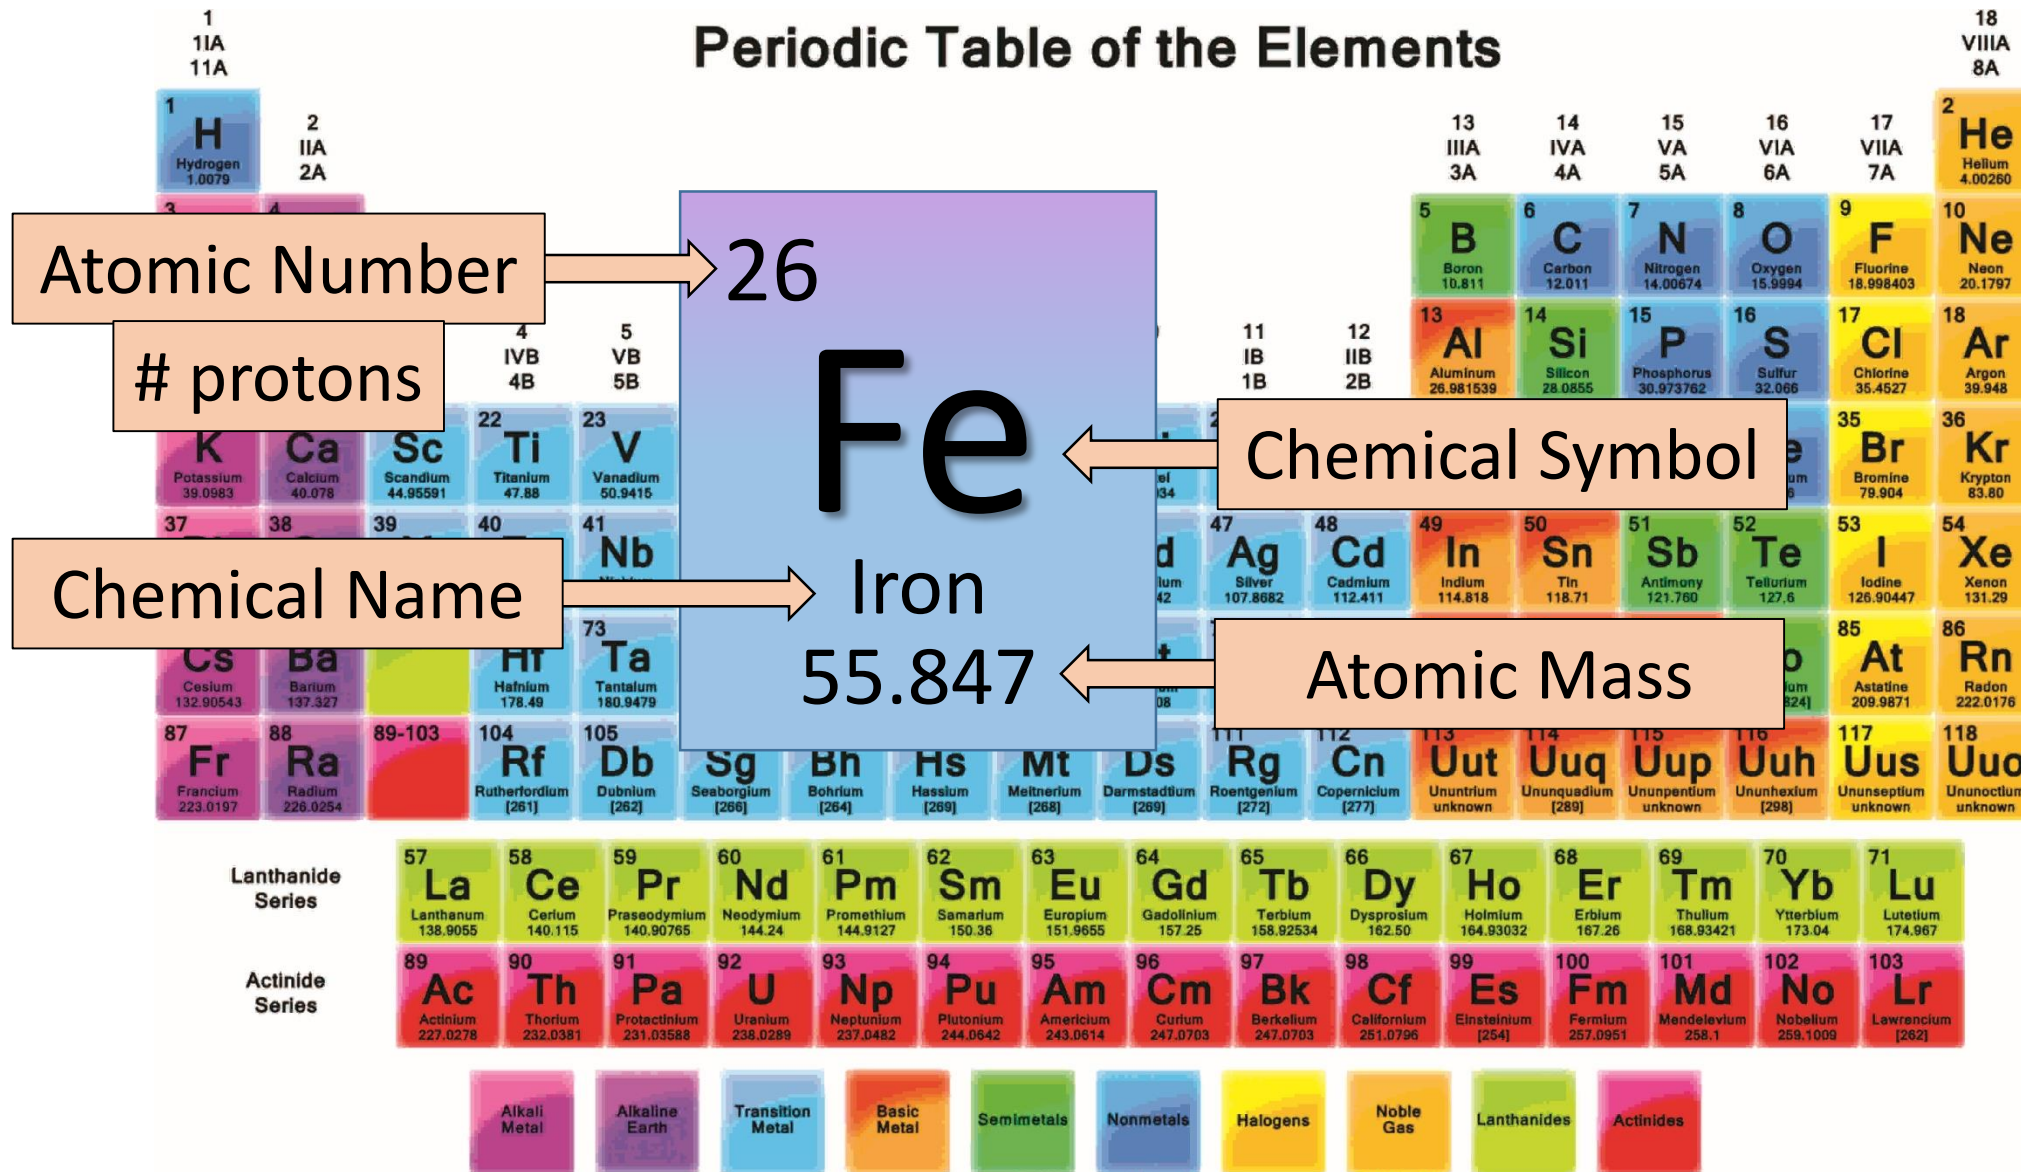 Periodic Table of the Elements
1
1IA
11A
18
VIIIA
8A
2
IIA
2A
13
IIIA
3A
14
IVA
4A
15
VA
5A
16
VIA
6A
17
VIIA
7A
1
H
Hydrogen
1.0079
2
He
Helium
4.00260
3
4
5
B
Boron
10.811
6
C
Carbon
12.011
7
N
Nitrogen
14.00674
8
O
Oxygen
15.9994
9
F
Fluorine
18.998403
10
Ne
Neon
20.1797
Atomic Number
# protons
26
Fe
Iron
55.847
Chemical Symbol
Chemical Name
Atomic Mass
4
IVB
4B
5
VB
5B
11
IB
1B
12
IIB
2B
13
Al
Aluminum
26.981539
14
Si
Silicon
28.0855
15
P
Phosphorus
30.973762
16
S
Sulfur
32.066
17
Cl
Chlorine
35.4527
18
Ar
Argon
39.948
K
Potassium
39.0983
Ca
Calcium
40.078
Sc
Scandium
44.95591
22
Ti
Titanium
47.88
23
V
Vanadium
50.9415
35
Br
Bromine
79.904
36
Kr
Krypton
83.80
37
38
39
40
41
Nb
47
Ag
Silver
107.8682
48
Cd
Cadmium
112.411
49
In
Indium
114.818
50
Sn
Tin
118.71
51
Sb
Antimony
121.760
52
Te
Tellurium
127.6
53
I
Iodine
126.90447
54
Xe
Xenon
131.29
Cs
Cesium
132.90543
Ba
Barium
137.327
Hf
Hafnium
178.49
73
Ta
Tantalum
180.9479
85
At
Astatine
209.9871
86
Rn
Radon
222.0176
87
Fr
Francium
223.0197
88
Ra
Radium
226.0254
89-103
104
Rf
Rutherfordium
[261]
105
Db
Dubnium
[262]
Sg
Seaborgium
[266]
Bh
Bohrium
[264]
Hs
Hassium
[269]
Mt
Meitnerium
[268]
Ds
Darmstadtium
[269]
111
Rg
Roentgenium
[272]
112
Cn
Copernicium
[277]
113
Uut
Ununtrium
unknown
114
Uuq
Ununquadium
[289]
115
Uup
Ununpentium
unknown
116
Uuh
Ununhexium
[298]
117
Uus
Ununseptium
unknown
118
Uuo
Ununoctium
unknown
Lanthanide
Series
57
La
Lanthanum
138.9055
58
Ce
Cerium
140.115
59
Pr
Praseodymium
140.90765
60
Nd
Neodymium
144.24
61
Pm
Promethium
144.9127
62
Sm
Samarium
150.36
63
Eu
Europium
151.9655
64
Gd
Gadolinium
157.25
65
Tb
Terbium
158.92534
66
Dy
Dysprosium
162.50
67
Ho
Holmium
164.93032
68
Er
Erbium
167.26
69
Tm
Thulium
168.93421
70
Yb
Ytterbium
173.04
71
Lu
Lutetium
174.967
Actinide
Series
89
Ac
Actinium
227.0278
90
Th
Thorium
232.0381
91
Pa
Protactinium
231.03588
92
U
Uranium
238.0289
93
Np
Neptunium
237.0482
94
Pu
Plutonium
244.0642
95
Am
Americium
243.0614
96
Cm
Curium
247.0703
97
Bk
Berkelium
247.0703
98
Cf
Californium
251.0796
99
Es
Einsteinium
[254]
100
Fm
Fermium
257.0951
101
Md
Mendelevium
258.1
102
No
Nobelium
259.1009
103
Lr
Lawrencium
[262]
Alkali
Metal
Alkaline
Earth
Transition
Metal
Basic
Metal
Semimetals
Nonmetals
Halogens
Noble
Gas
Lanthanides
Actinides